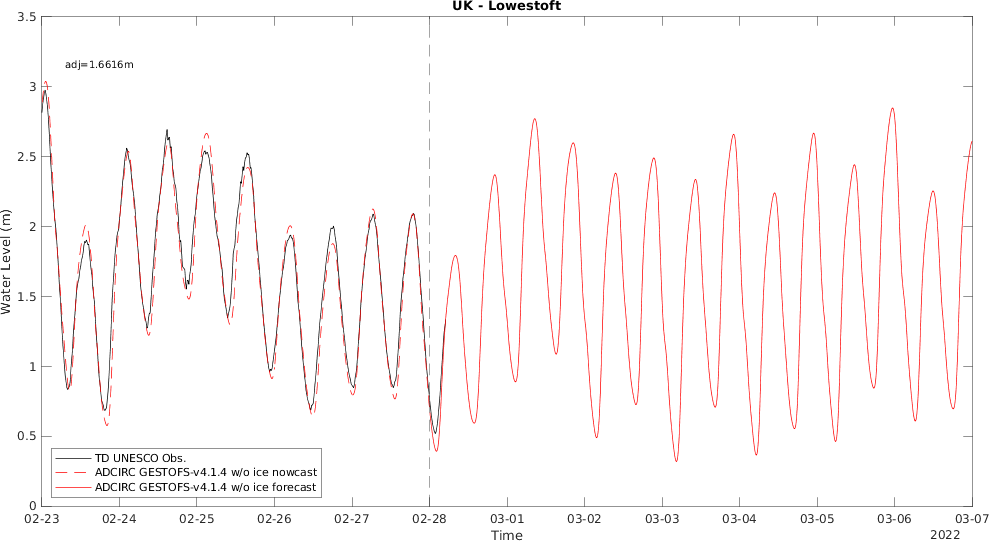 UK - Lowestoft
adj=1.6616m
Water Level (m)
3.5
3
2.5
2
1.5
1
0.5
0
TD UNESCO Obs.
ADCIRC GESTOFS-v4.1.4 w/o ice nowcast
ADCIRC GESTOFS-v4.1.4 w/o ice forecast
02-23 02-24 02-25 02-26 02-27 02-28 03-01 03-02 03-03 03-04 03-05 03-06 03-07
Time
2022